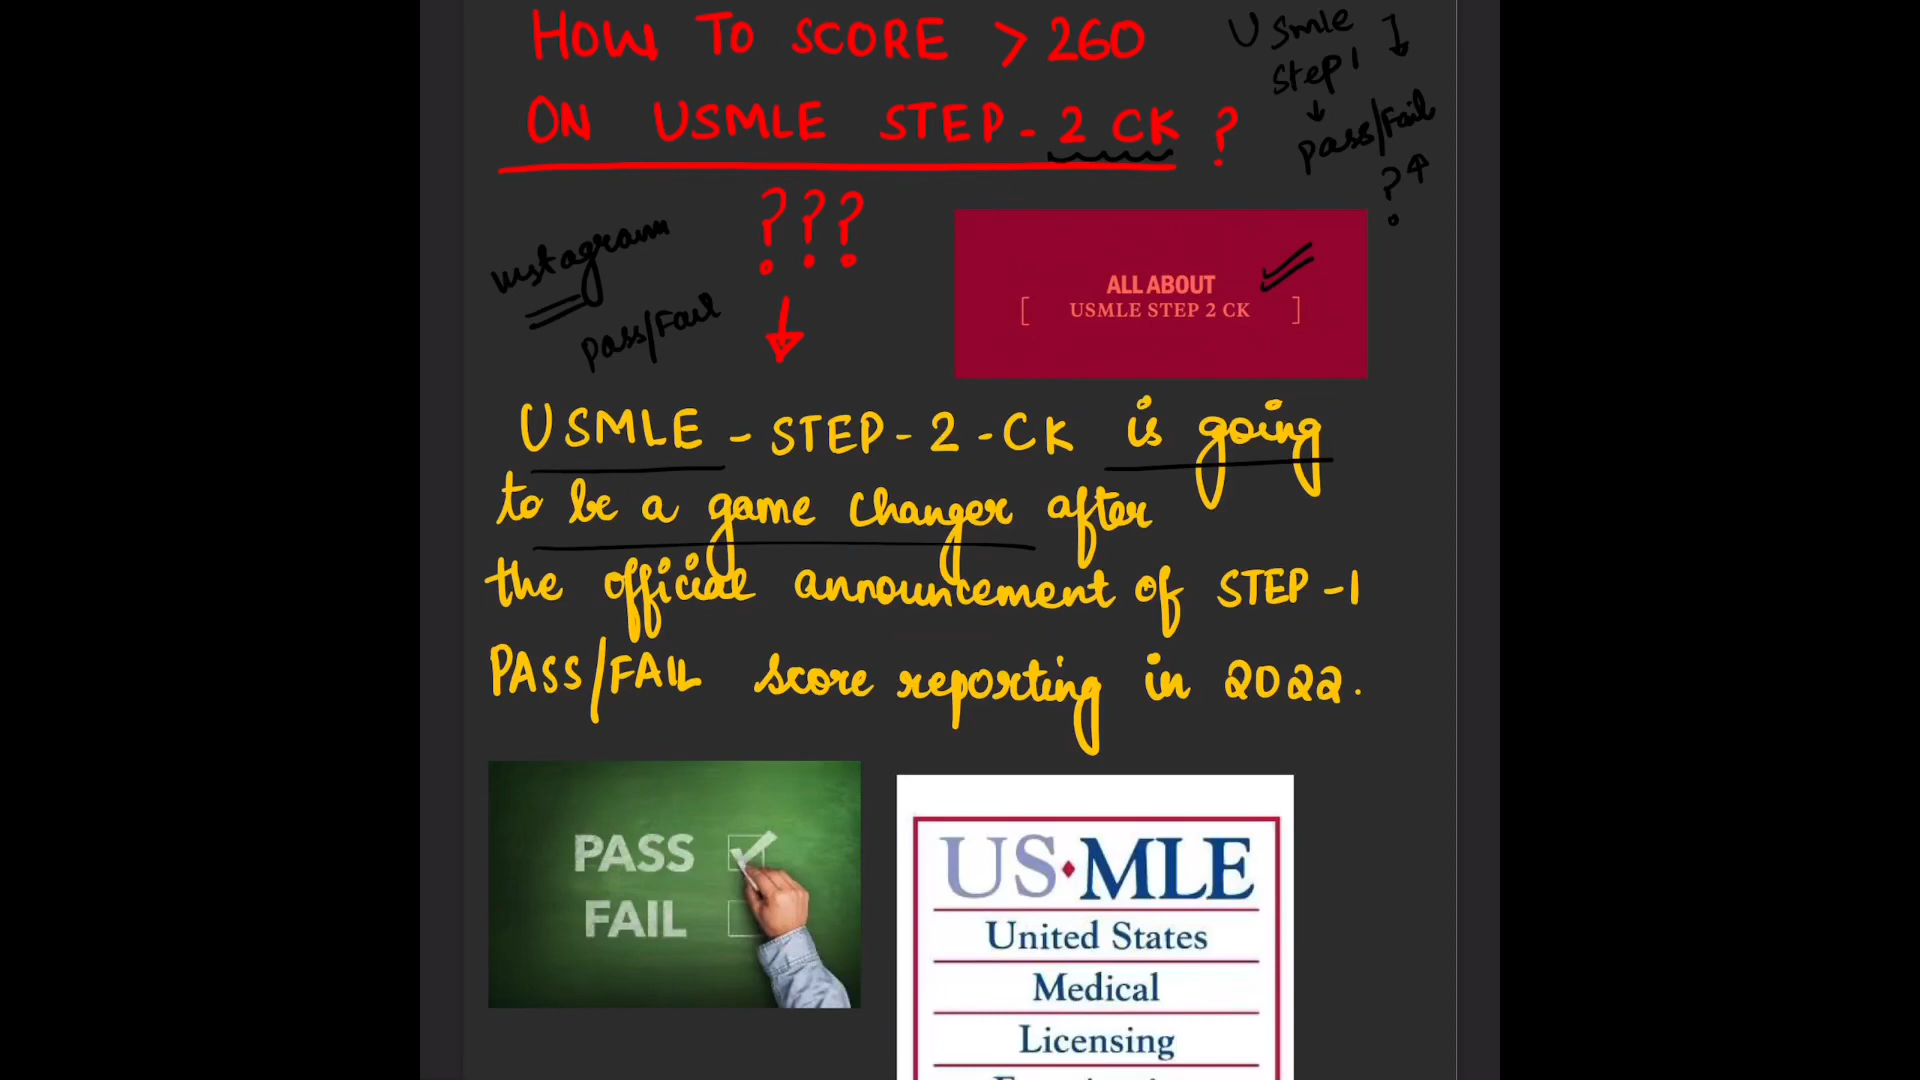 HOW TO SCORE > 260
ON USMLE STEP-2 CK ?
Usmle
Step 1
Pass/Fail
?
???
Instagram
Pass/Fail
ALL ABOUT
[ USMLE STEP 2 CK ]
USMLE - STEP - 2 - CK is going
to be a game changer after
the official announcement of STEP-1
PASS/FAIL score reporting in 2022.
PASS
FAIL
US MLE
United States
Medical
Licensing